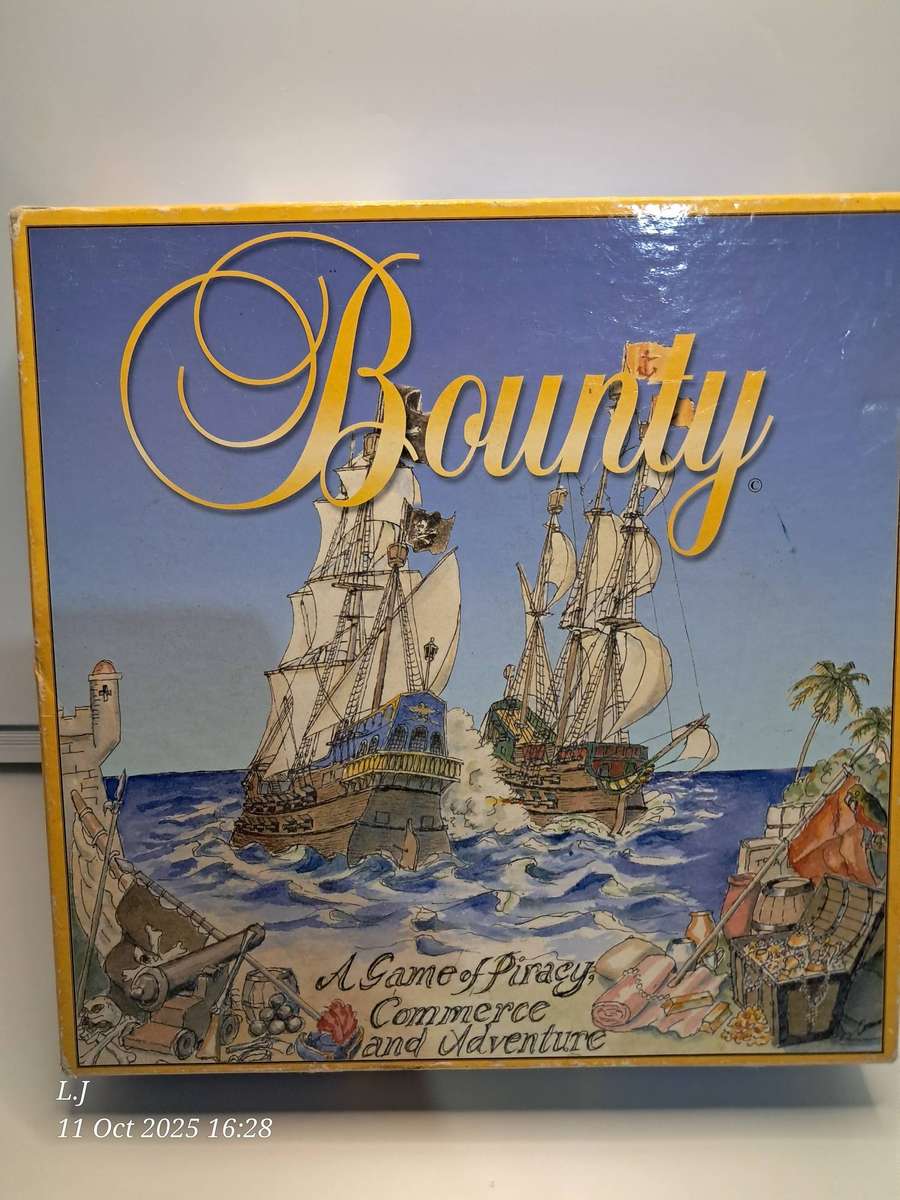 Bounty
©
A Game of Piracy,
Commerce
and Adventure
L.J
11 Oct 2025 16:28